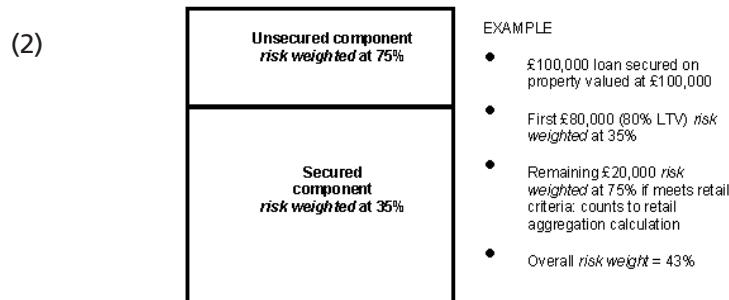 (2)
Unsecured component
risk weighted at 75%
Secured
component
risk weighted at 35%
EXAMPLE
• £100,000 loan secured on
property valued at £100,000
• First £80,000 (80% LTV) risk
weighted at 35%
• Remaining £20,000 risk
weighted at 75% if meets retail
criteria: counts to retail
aggregation calculation
• Overall risk weight = 43%